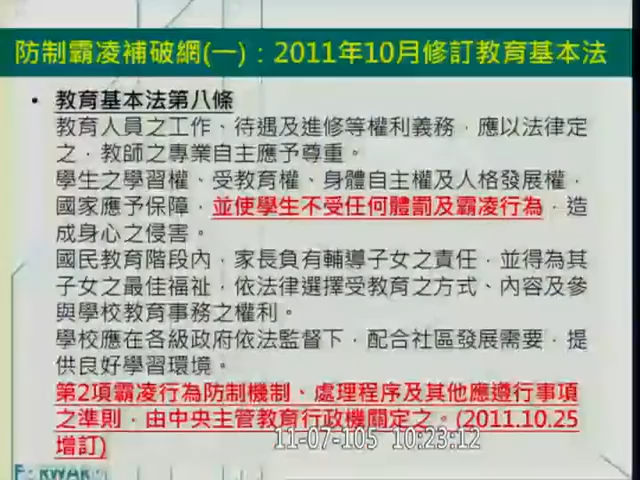 防制霸凌補破網(一)：2011年10月修訂教育基本法
• 教育基本法第八條
教育人員之工作、待遇及進修等權利義務，應以法律定
之，教師之專業自主應予尊重。
學生之學習權、受教育權、身體自主權及人格發展權，
國家應予保障，並使學生不受任何體罰及霸凌行為，造
成身心之侵害。
國民教育階段內，家長負有輔導子女之責任，並得為其
子女之最佳福祉，依法律選擇受教育之方式、內容及參
與學校教育事務之權利。
學校應在各級政府依法監督下，配合社區發展需要，提
供良好學習環境。
第2項霸凌行為防制機制、處理程序及其他應遵行事項
之準則，由中央主管教育行政機關定之。(2011.10.25
增訂)
11-07-105 10:23:12
FORWARD